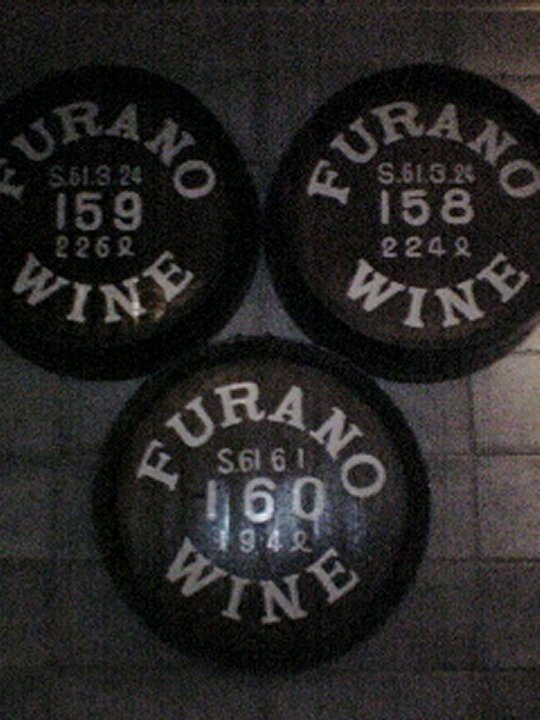 FURANO
S.61.3.24
159
226ℓ
WINE
FURANO
S.61.3.24
158
224ℓ
WINE
FURANO
S.61 6 1
160
194ℓ
WINE